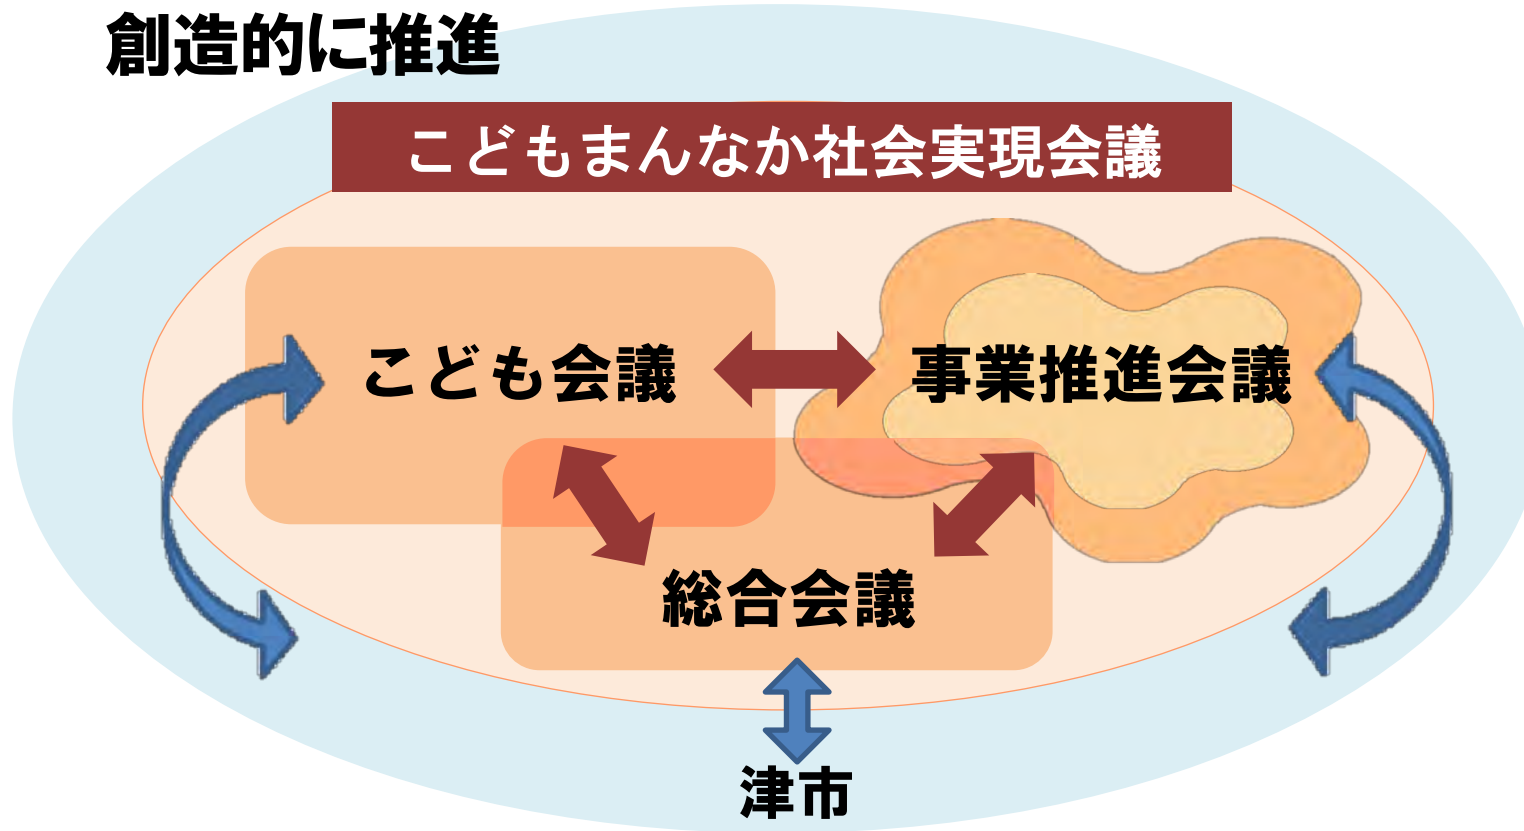 創造的に推進
こどもまんなか社会実現会議
こども会議
事業推進会議
総合会議
津市